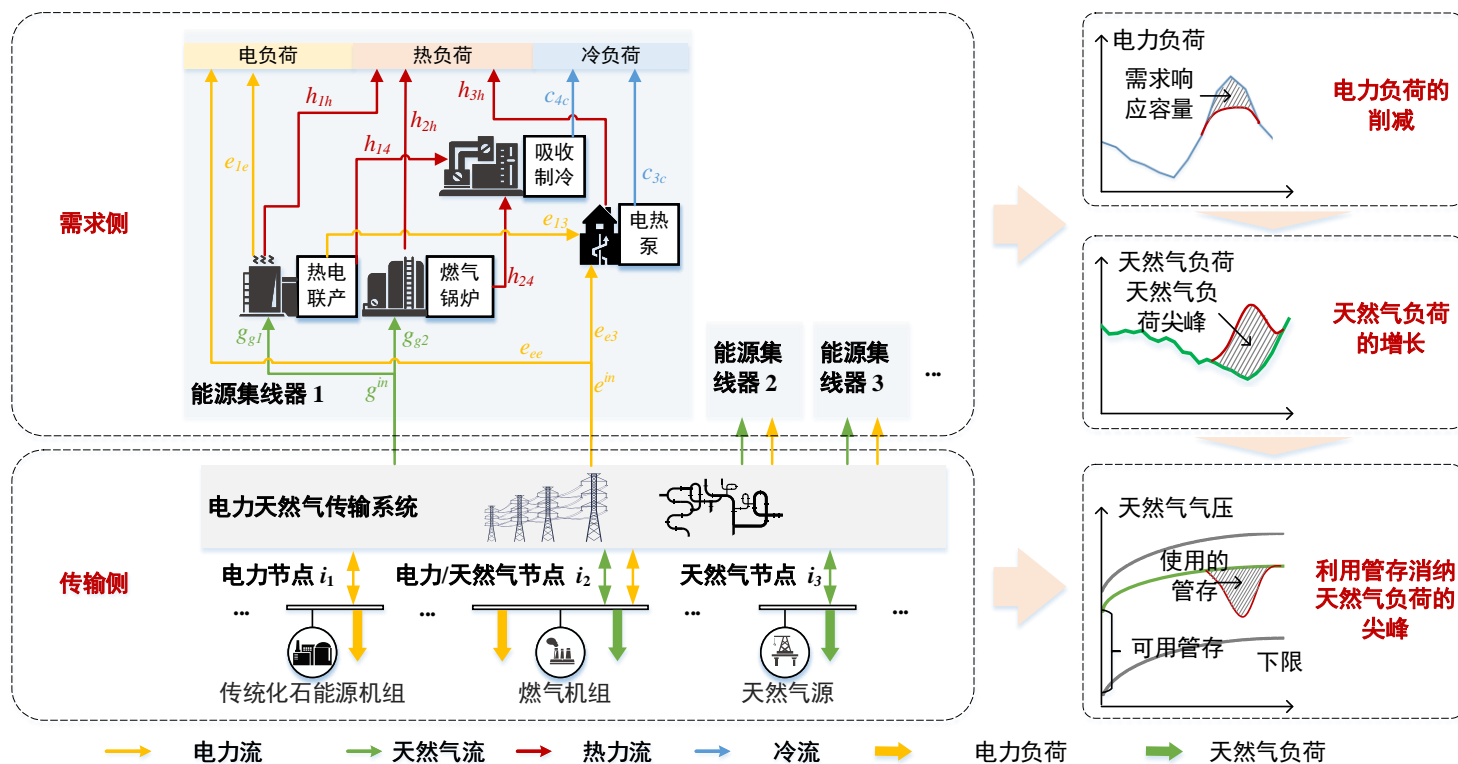 需求侧
电负荷
热负荷
冷负荷
h1h
h2h
h3h
c4c
h14
e1e
c3c
吸收
制冷
e13
电热
泵
热电
联产
燃气
锅炉
h24
gg1
gg2
ee3
eee
gin
ein
能源集线器 1
能源集
线器 2
能源集
线器 3
...
传输侧
电力天然气传输系统
电力节点 i1
电力/天然气节点 i2
天然气节点 i3
...
...
...
...
传统化石能源机组
燃气机组
天然气源
电力负荷
需求响
应容量
电力负荷的
削减
天然气负荷
天然气负
荷尖峰
天然气负荷
的增长
天然气气压
使用的
管存
可用管存
下限
利用管存消纳
天然气负荷的
尖峰
电力流
天然气流
热力流
冷流
电力负荷
天然气负荷